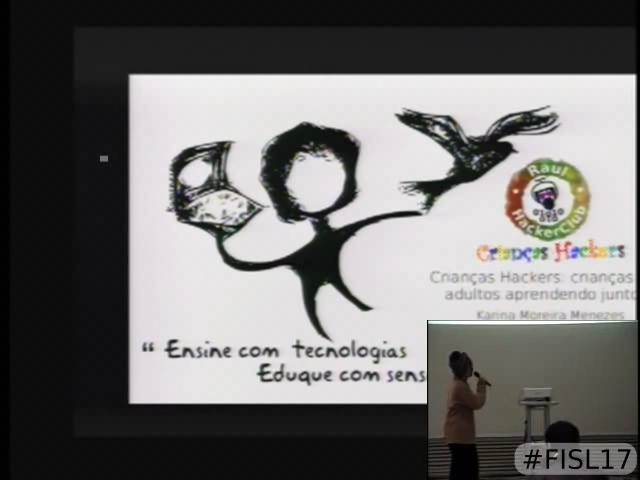 Raul
HackerClub
Crianças Hackers
Crianças Hackers: crianças
adultos aprendendo junto
Karina Moreira Menezes
“ Ensine com tecnologias
Eduque com sens
#FISL17